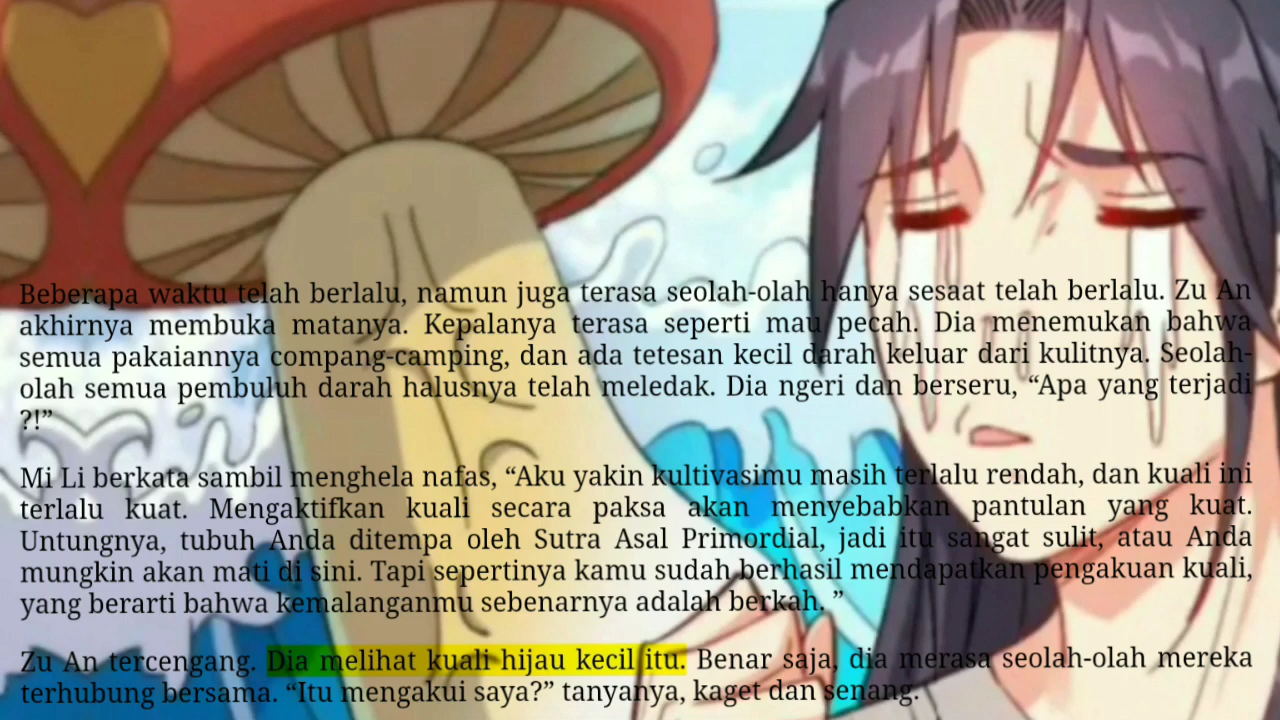 Beberapa waktu telah berlalu, namun juga terasa seolah-olah hanya sesaat telah berlalu. Zu An
akhirnya membuka matanya. Kepalanya terasa seperti mau pecah. Dia menemukan bahwa
semua pakaiannya compang-camping, dan ada tetesan kecil darah keluar dari kulitnya. Seolah-
olah semua pembuluh darah halusnya telah meledak. Dia ngeri dan berseru, “Apa yang terjadi
?!”
Mi Li berkata sambil menghela nafas, “Aku yakin kultivasimu masih terlalu rendah, dan kuali ini
terlalu kuat. Mengaktifkan kuali secara paksa akan menyebabkan pantulan yang kuat.
Untungnya, tubuh Anda ditempa oleh Sutra Asal Primordial, jadi itu sangat sulit, atau Anda
mungkin akan mati di sini. Tapi sepertinya kamu sudah berhasil mendapatkan pengakuan kuali,
yang berarti bahwa kemalanganmu sebenarnya adalah berkah. ”
Zu An tercengang. Dia melihat kuali hijau kecil itu. Benar saja, dia merasa seolah-olah mereka
terhubung bersama. “Itu mengakui saya?” tanyanya, kaget dan senang.